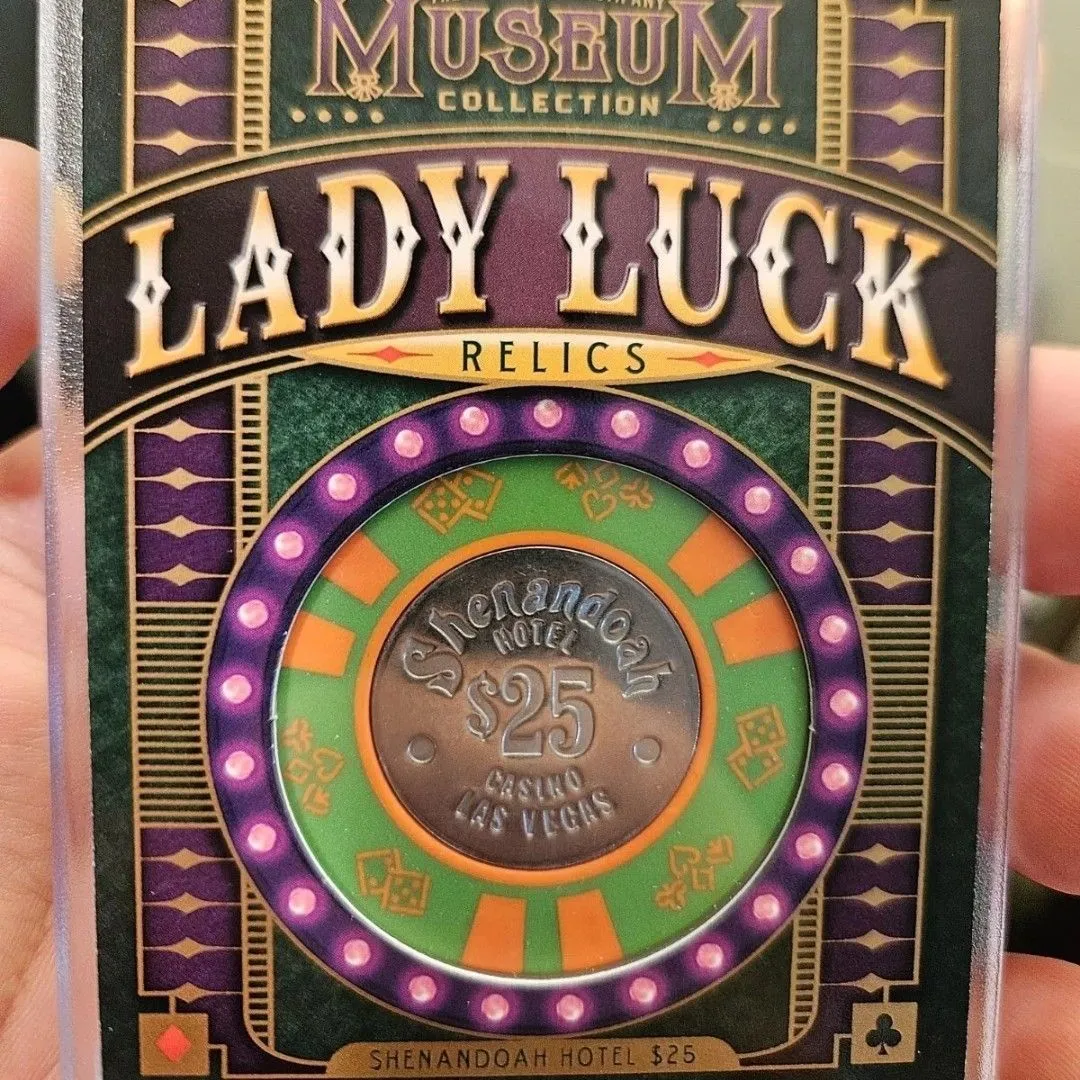 MUSEUM
COLLECTION
LADY LUCK
RELICS
Shenandoah
HOTEL
$25
CASINO
LAS VEGAS
SHENANDOAH HOTEL $25